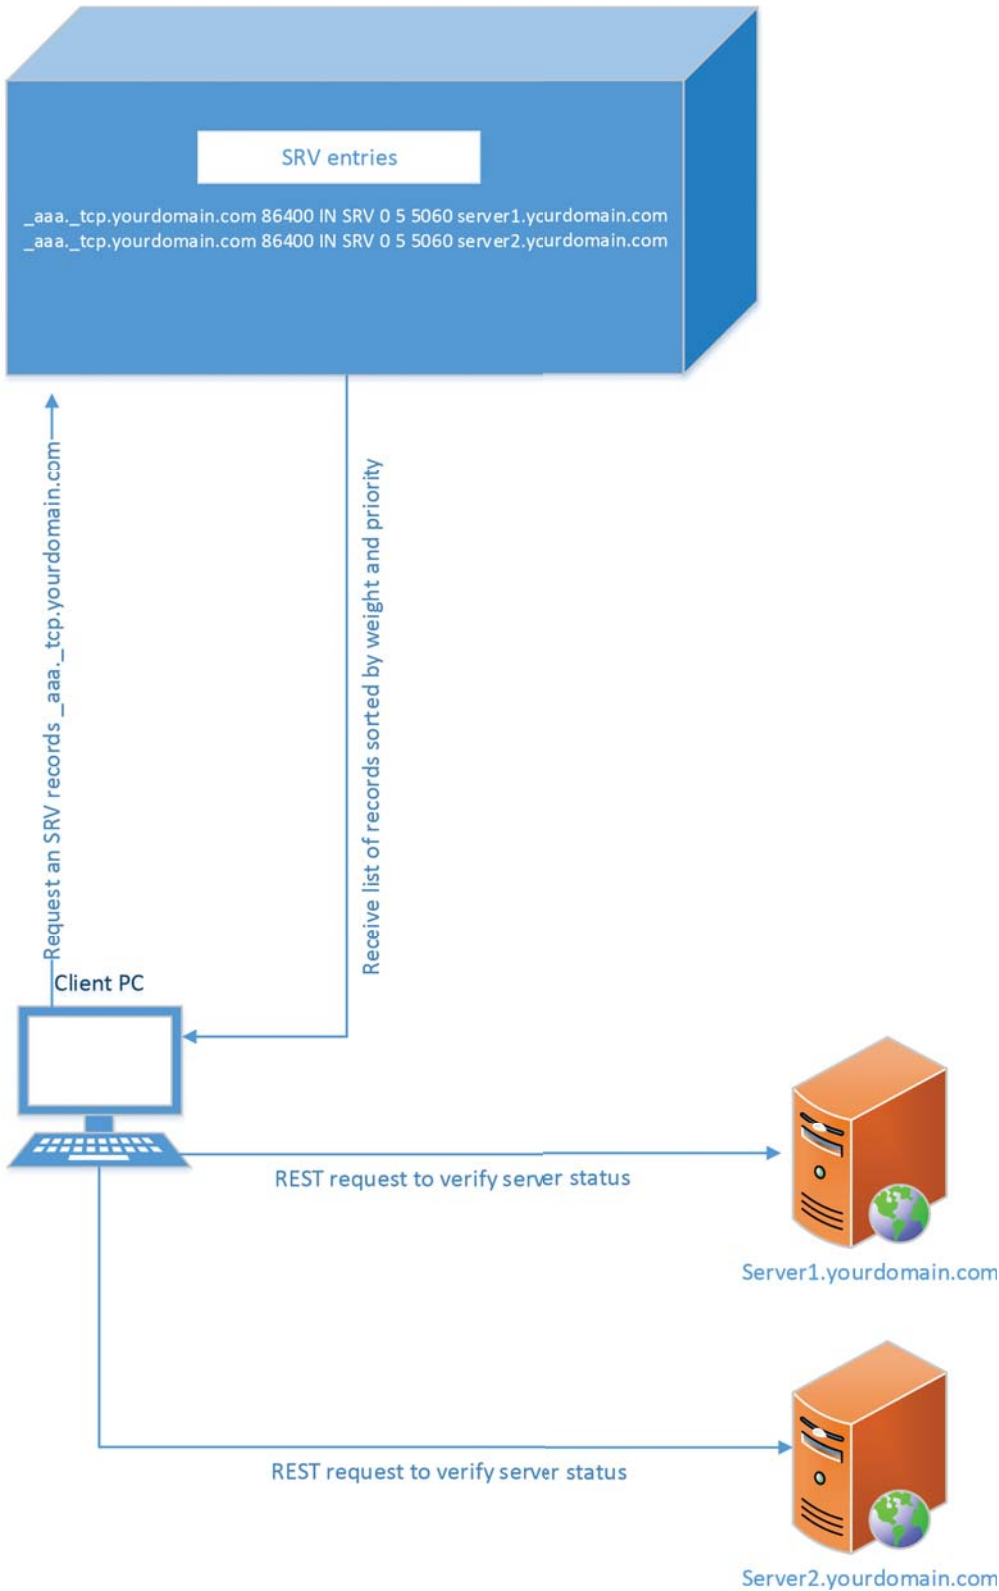 SRV entries
_aaa._tcp.yourdomain.com 86400 IN SRV 0 5 5060 server1.yourdomain.com
_aaa._tcp.yourdomain.com 86400 IN SRV 0 5 5060 server2.yourdomain.com
Request an SRV records _aaa._tcp.yourdomain.com
Receive list of records sorted by weight and priority
Client PC
REST request to verify server status
Server1.yourdomain.com
REST request to verify server status
Server2.yourdomain.com